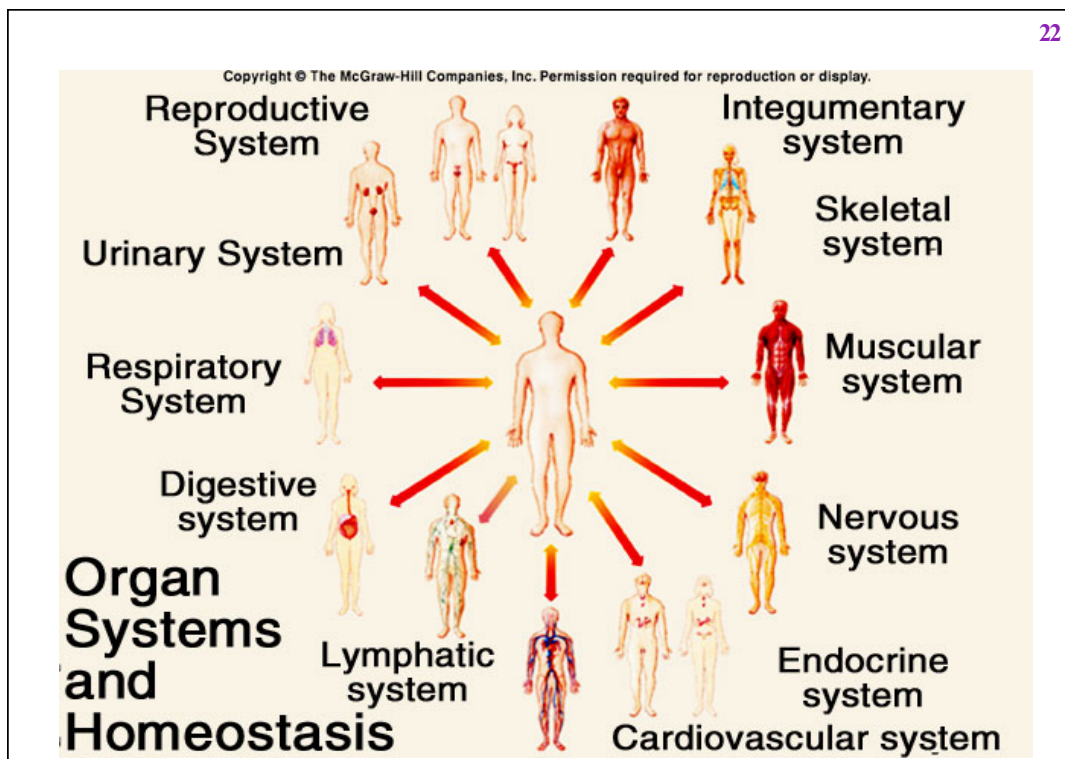 22
Copyright © The McGraw-Hill Companies, Inc. Permission required for reproduction or display.
Reproductive
System
Integumentary
system
Skeletal
system
Urinary System
Respiratory
System
Muscular
system
Digestive
system
Nervous
system
Organ
Systems
and
Homeostasis
Lymphatic
system
Endocrine
system
Cardiovascular system